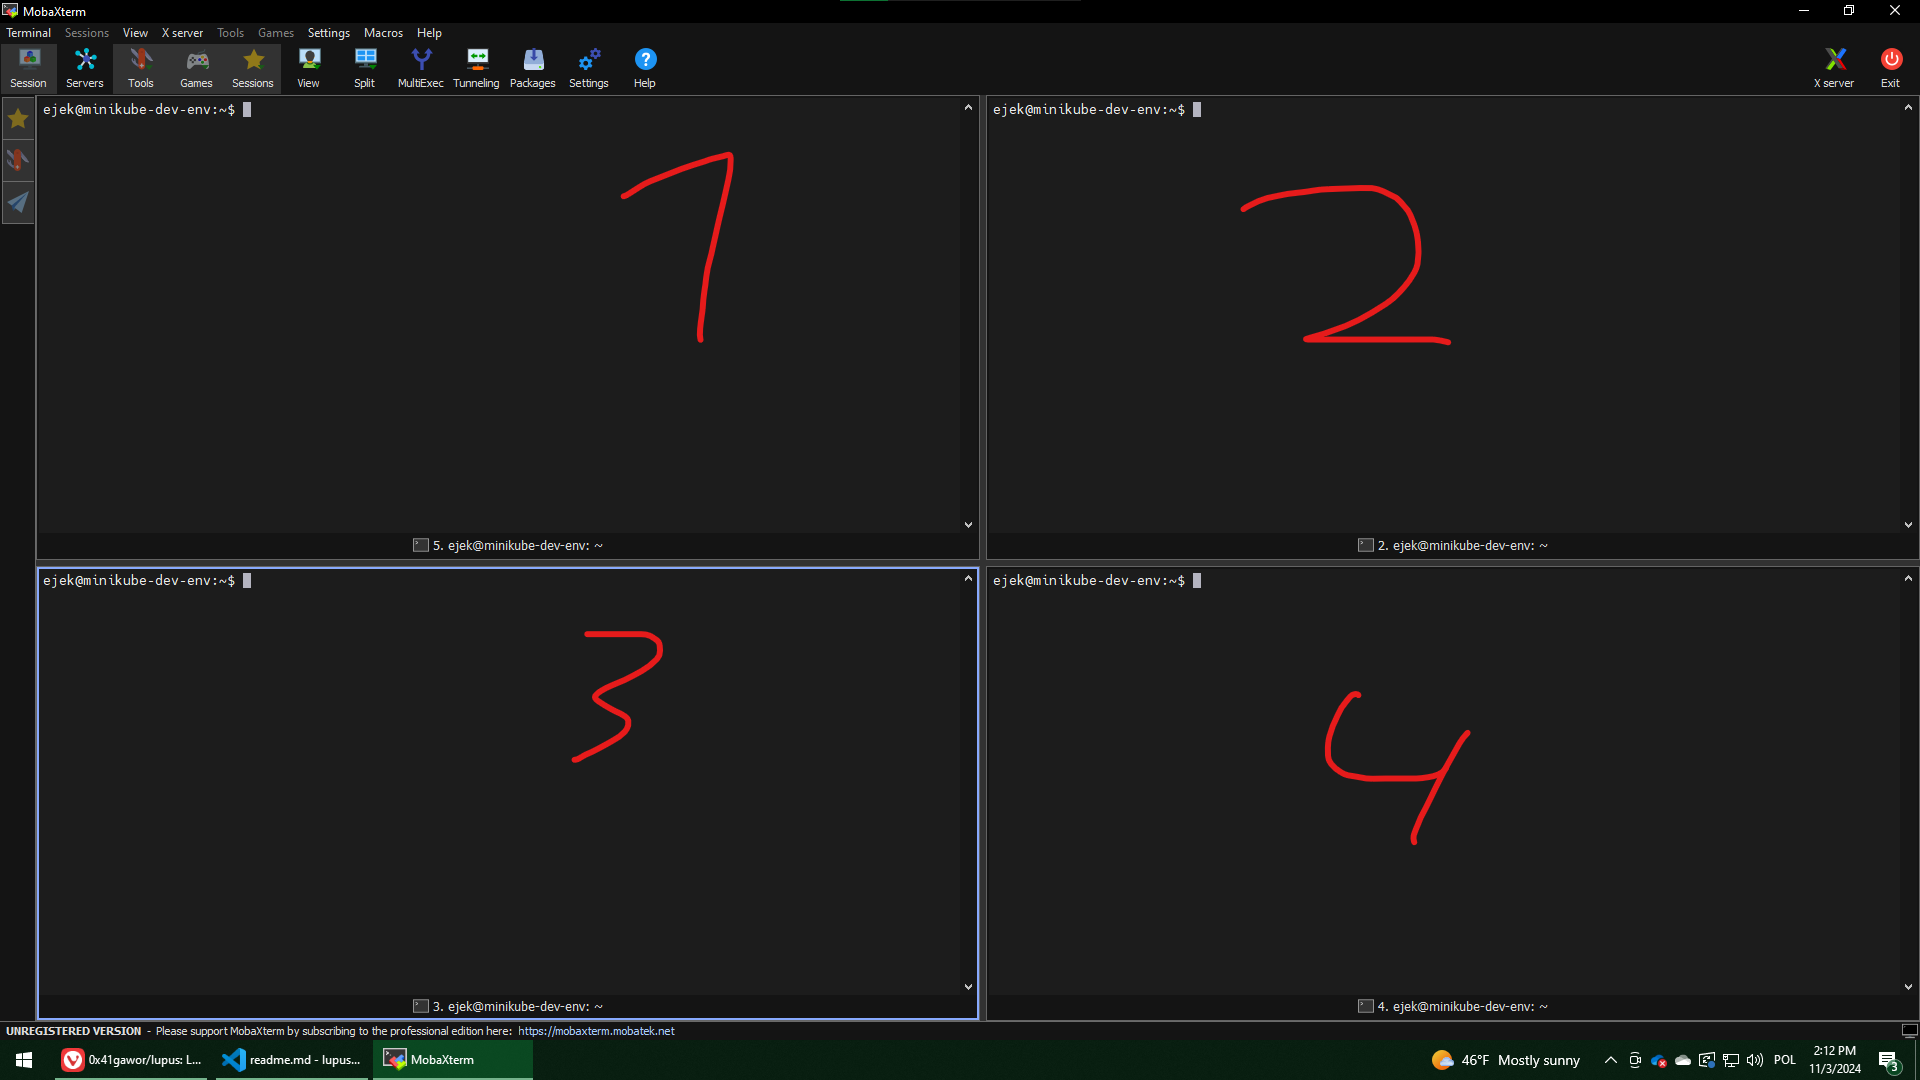 MobaXterm
Terminal Sessions View X server Tools Games Settings Macros Help
Session Servers Tools Games Sessions View Split MultiExec Tunneling Packages Settings Help X server Exit
ejek@minikube-dev-env:~$
1
5. ejek@minikube-dev-env: ~
ejek@minikube-dev-env:~$
2
2. ejek@minikube-dev-env: ~
ejek@minikube-dev-env:~$
3
3. ejek@minikube-dev-env: ~
ejek@minikube-dev-env:~$
4
4. ejek@minikube-dev-env: ~
UNREGISTERED VERSION - Please support MobaXterm by subscribing to the professional edition here: https://mobaxterm.mobatek.net
0x41gawor/lupus: L... readme.md - lupus... MobaXterm 46°F Mostly sunny POL 2:12 PM
11/3/2024 3